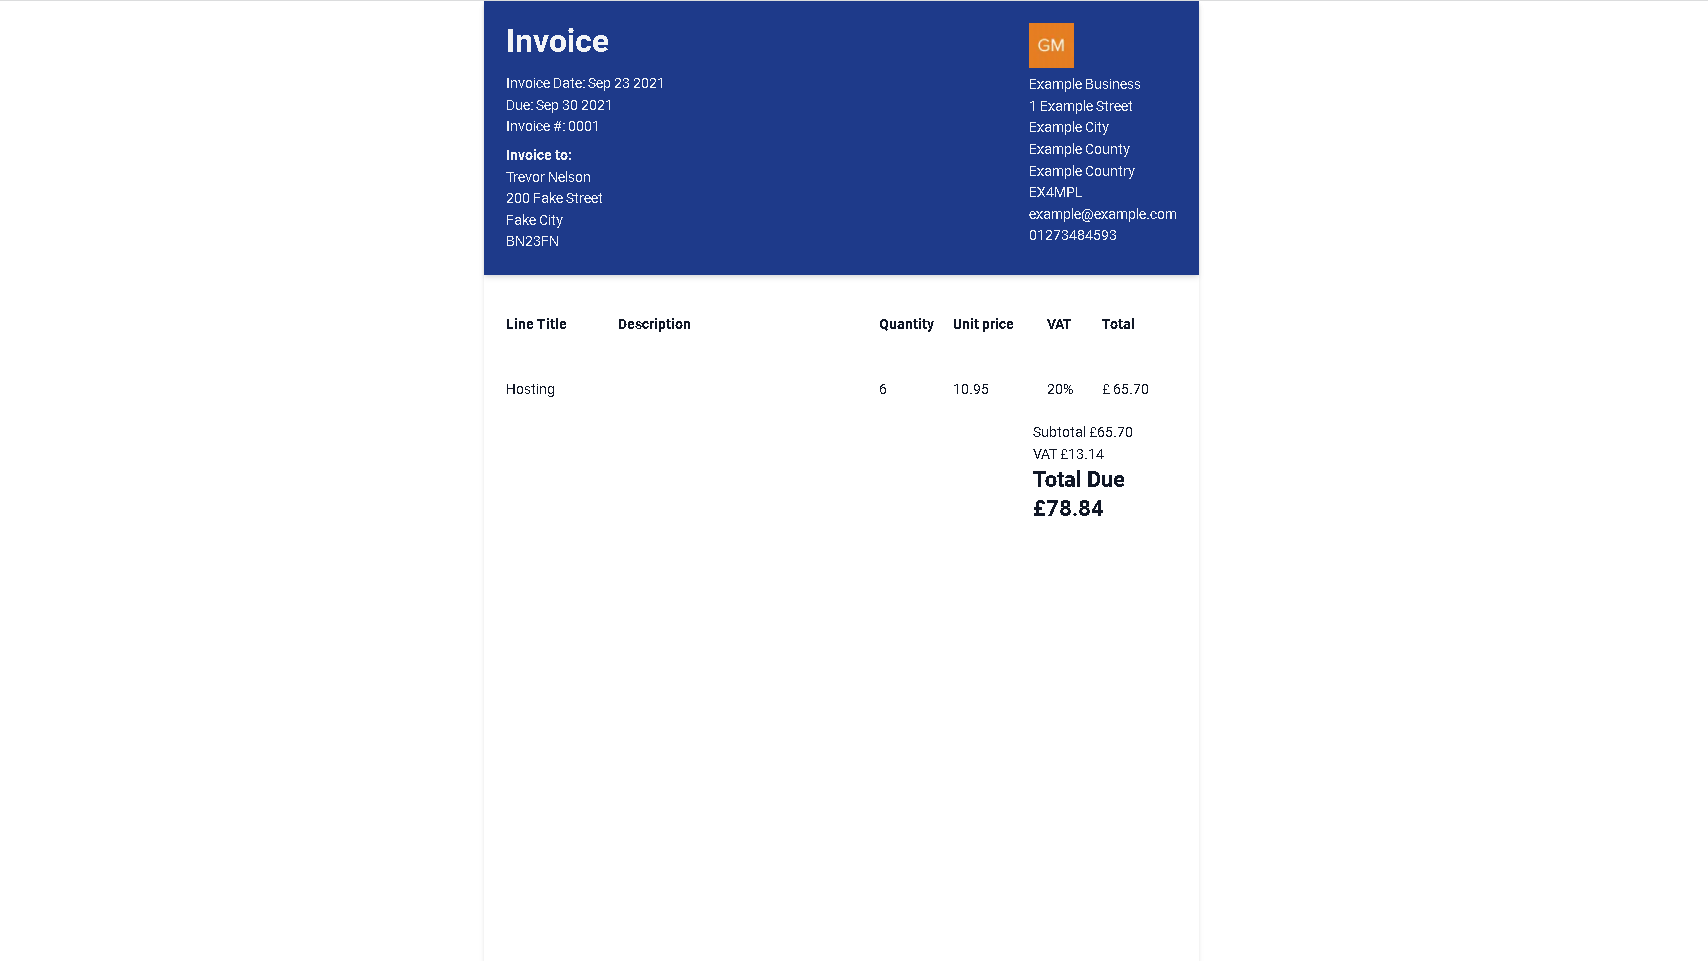 Invoice
Invoice Date: Sep 23 2021
Due: Sep 30 2021
Invoice #: 0001
Invoice to:
Trevor Nelson
200 Fake Street
Fake City
BN23FN
GM
Example Business
1 Example Street
Example City
Example County
Example Country
EX4MPL
example@example.com
01273484593
Line Title Description Quantity Unit price VAT Total
Hosting 6 10.95 20% £ 65.70
Subtotal £65.70
VAT £13.14
Total Due
£78.84